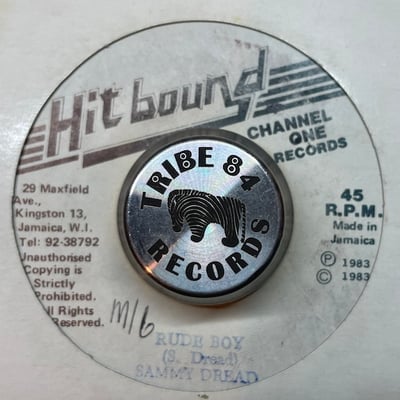 Hit bound
CHANNEL
ONE
RECORDS
TRIBE 84
RECORDS
29 Maxfield
Ave.,
Kingston 13,
Jamaica, W.I.
Tel: 92-38792
Unauthorised
Copying is
Strictly
Prohibited.
All Rights
Reserved.
45
R.P.M.
Made in
Jamaica
Ⓟ 1983
© 1983
M/6
RUDE BOY
(S. Dread)
SAMMY DREAD